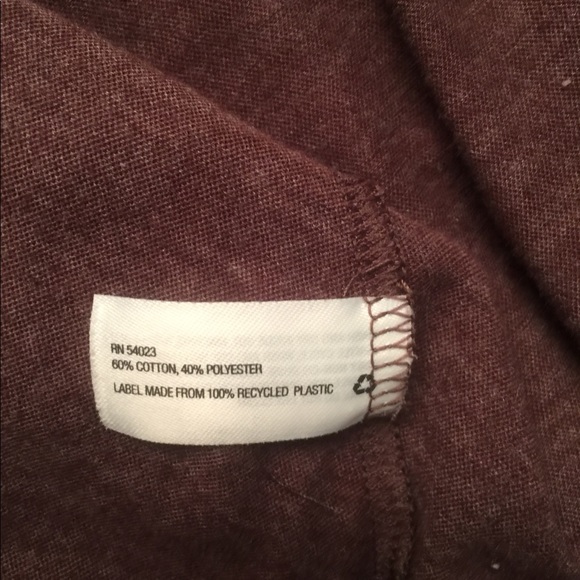 RN 54023
60% COTTON, 40% POLYESTER
LABEL MADE FROM 100% RECYCLED PLASTIC